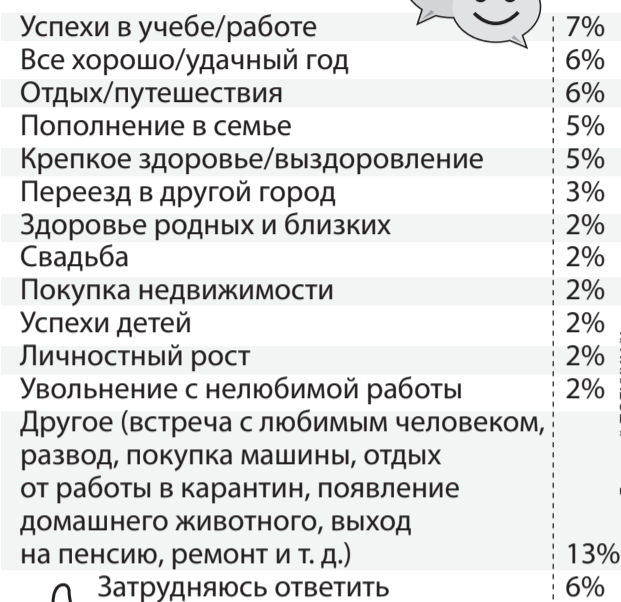 Успехи в учебе/работе 7%
Все хорошо/удачный год 6%
Отдых/путешествия 6%
Пополнение в семье 5%
Крепкое здоровье/выздоровление 5%
Переезд в другой город 3%
Здоровье родных и близких 2%
Свадьба 2%
Покупка недвижимости 2%
Успехи детей 2%
Личностный рост 2%
Увольнение с нелюбимой работы 2%
Другое (встреча с любимым человеком,
развод, покупка машины, отдых
от работы в карантин, появление
домашнего животного, выход
на пенсию, ремонт и т. д.) 13%
Затрудняюсь ответить 6%